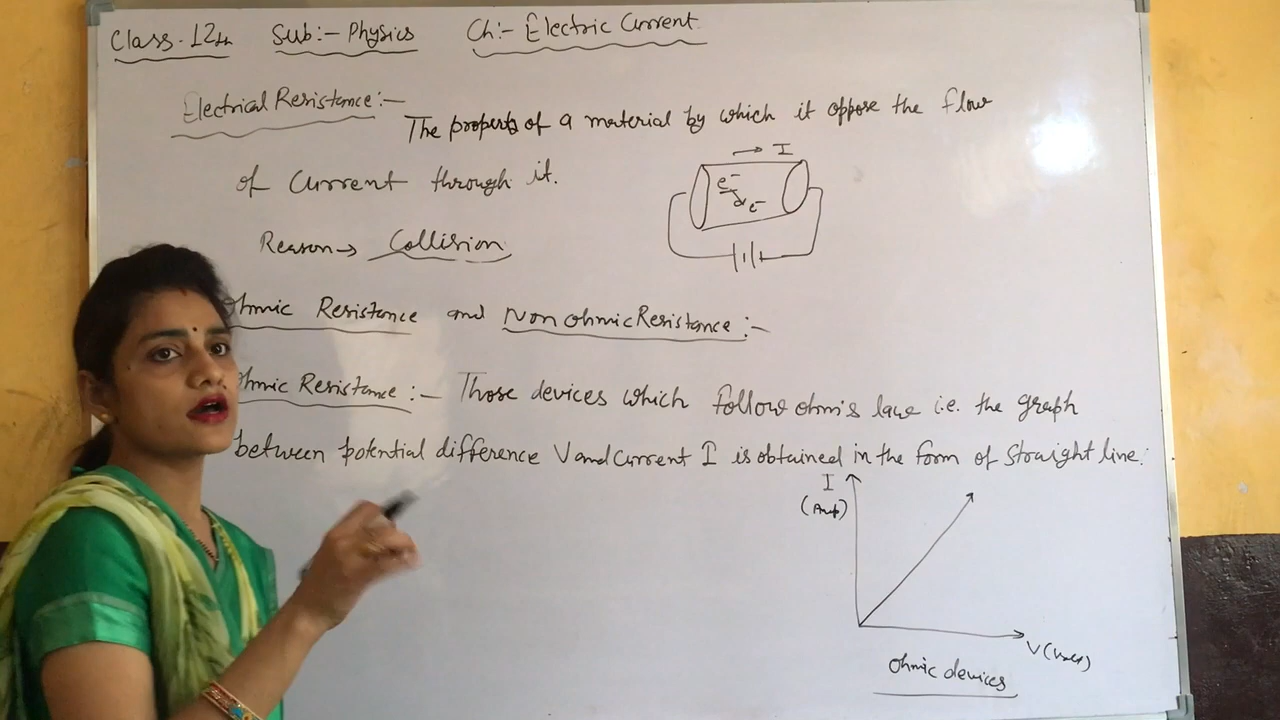 Class. 12th Sub:- Physics Ch:- Electric Current
Electrical Resistance:-
The property of a material by which it oppose the flow
of Current through it.
I
e-
e-
Reason→ Collision
ohmic Resistance and Non ohmic Resistance:-
ohmic Resistance:- Those devices which follow ohm's law i.e. the graph
between potential difference V and Current I is obtained in the form of Straight line.
I
(Amp)
V(Volt)
ohmic devices